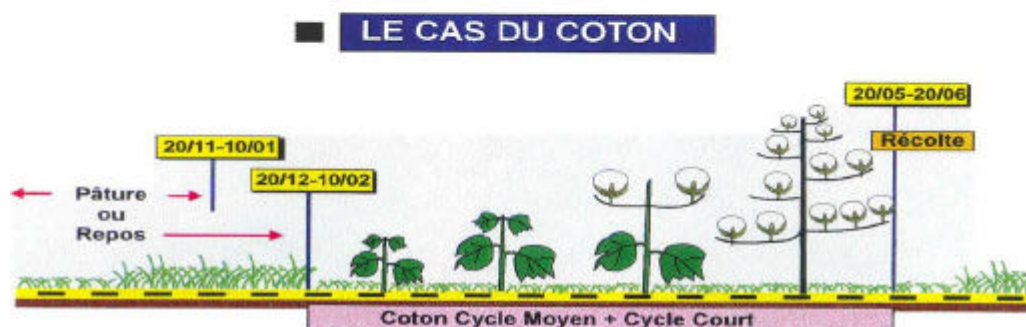 LE CAS DU COTON
20/05-20/06
20/11-10/01
Récolte
20/12-10/02
Pâture
ou
Repos
Coton Cycle Moyen + Cycle Court